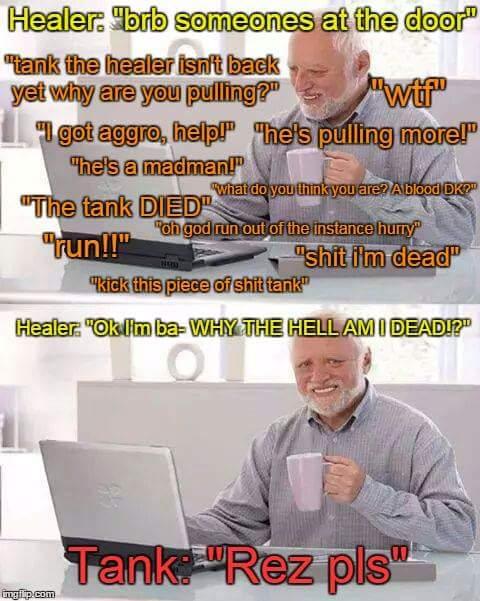 Healer: "brb someones at the door"
"tank the healer isn't back
yet why are you pulling?"
"wtf"
"I got aggro, help!"
"he's pulling more!"
"he's a madman!"
"what do you think you are? A blood DK?"
"The tank DIED"
"oh god run out of the instance hurry"
"run!!"
"shit i'm dead"
"kick this piece of shit tank"
Healer: "Ok I'm ba- WHY THE HELL AM I DEAD!?"
Tank: "Rez pls"
imgflip.com